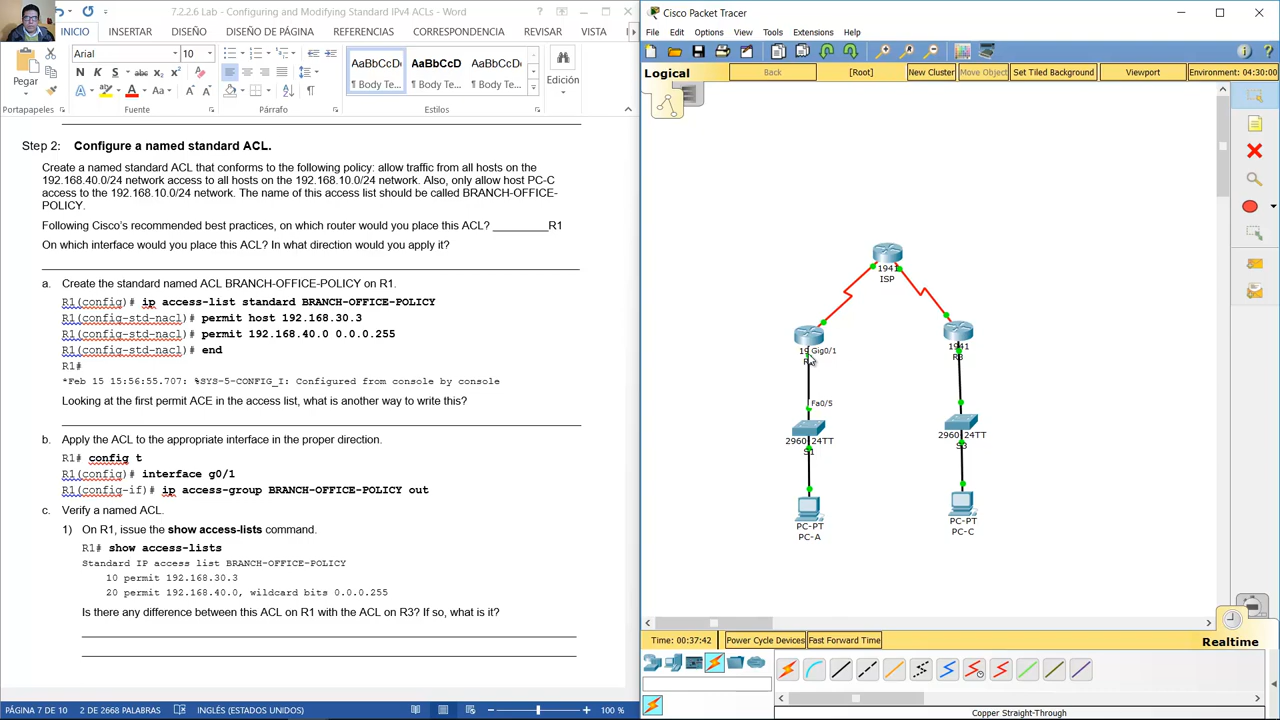 7.2.2.6 Lab - Configuring and Modifying Standard IPv4 ACLs - Word
INICIO INSERTAR DISEÑO DISEÑO DE PÁGINA REFERENCIAS CORRESPONDENCIA REVISAR VISTA
Pegar
Arial 10
N K S abc x₂ x²
A ab A Aa A A
AaBbCcD AaBbCcD AaBbCcD
¶ Body Te... ¶ Body Te... ¶ Body Te...
Edición
Portapapeles Fuente Párrafo Estilos
Step 2: Configure a named standard ACL.
Create a named standard ACL that conforms to the following policy: allow traffic from all hosts on the
192.168.40.0/24 network access to all hosts on the 192.168.10.0/24 network. Also, only allow host PC-C
access to the 192.168.10.0/24 network. The name of this access list should be called BRANCH-OFFICE-
POLICY.
Following Cisco's recommended best practices, on which router would you place this ACL? _________R1
On which interface would you place this ACL? In what direction would you apply it?
a. Create the standard named ACL BRANCH-OFFICE-POLICY on R1.
R1(config)# ip access-list standard BRANCH-OFFICE-POLICY
R1(config-std-nacl)# permit host 192.168.30.3
R1(config-std-nacl)# permit 192.168.40.0 0.0.0.255
R1(config-std-nacl)# end
R1#
*Feb 15 15:56:55.707: %SYS-5-CONFIG_I: Configured from console by console
Looking at the first permit ACE in the access list, what is another way to write this?
b. Apply the ACL to the appropriate interface in the proper direction.
R1# config t
R1(config)# interface g0/1
R1(config-if)# ip access-group BRANCH-OFFICE-POLICY out
c. Verify a named ACL.
1) On R1, issue the show access-lists command.
R1# show access-lists
Standard IP access list BRANCH-OFFICE-POLICY
10 permit 192.168.30.3
20 permit 192.168.40.0, wildcard bits 0.0.0.255
Is there any difference between this ACL on R1 with the ACL on R3? If so, what is it?
PÁGINA 7 DE 10 2 DE 2668 PALABRAS INGLÉS (ESTADOS UNIDOS) 100 %
Cisco Packet Tracer
File Edit Options View Tools Extensions Help
Logical Back [Root] New Cluster Move Object Set Tiled Background Viewport Environment: 04:30:00
1941
ISP
Gig0/1
1941
R3
Fa0/5
2960-24TT
S1
2960-24TT
S3
PC-PT
PC-A
PC-PT
PC-C
Time: 00:37:42 Power Cycle Devices Fast Forward Time
Realtime
Copper Straight-Through